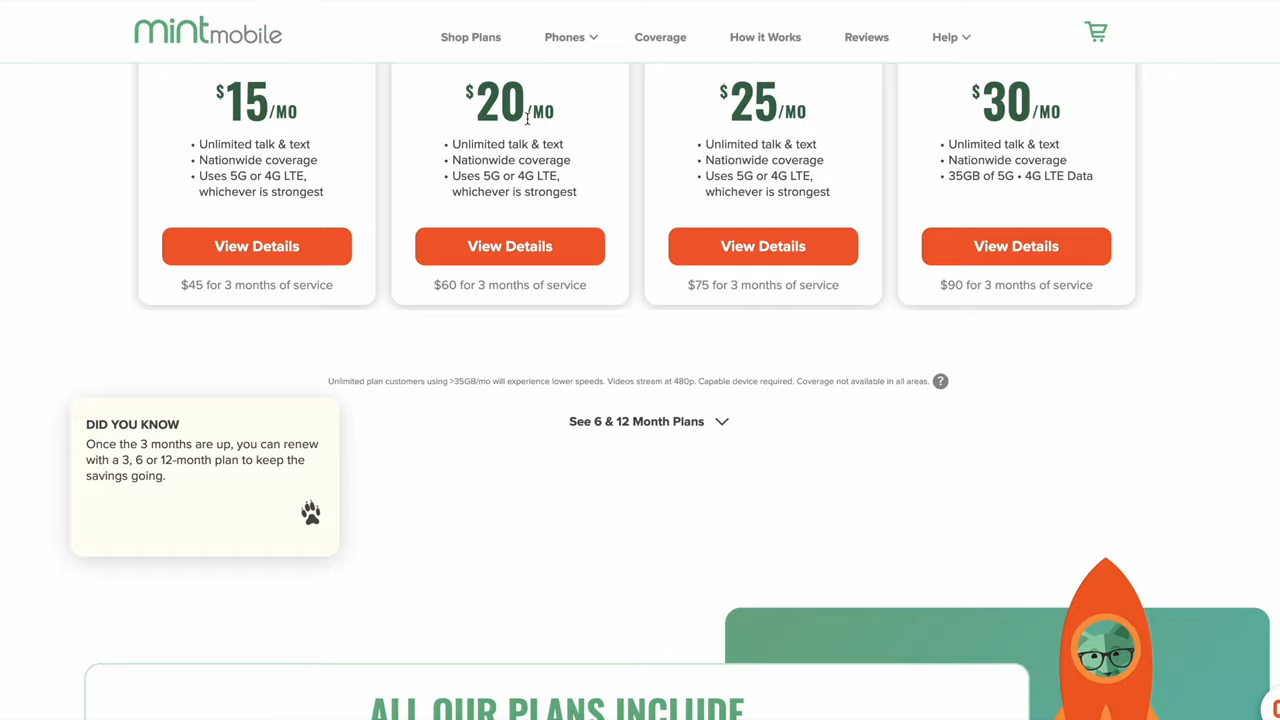 mintmobile
Shop Plans
Phones
Coverage
How it Works
Reviews
Help
$15/MO
• Unlimited talk & text
• Nationwide coverage
• Uses 5G or 4G LTE,
whichever is strongest
View Details
$45 for 3 months of service
$20/MO
• Unlimited talk & text
• Nationwide coverage
• Uses 5G or 4G LTE,
whichever is strongest
View Details
$60 for 3 months of service
$25/MO
• Unlimited talk & text
• Nationwide coverage
• Uses 5G or 4G LTE,
whichever is strongest
View Details
$75 for 3 months of service
$30/MO
• Unlimited talk & text
• Nationwide coverage
• 35GB of 5G • 4G LTE Data
View Details
$90 for 3 months of service
Unlimited plan customers using >35GB/mo will experience lower speeds. Videos stream at 480p. Capable device required. Coverage not available in all areas. ?
See 6 & 12 Month Plans
DID YOU KNOW
Once the 3 months are up, you can renew
with a 3, 6 or 12-month plan to keep the
savings going.
ALL OUR PLANS INCLUDE